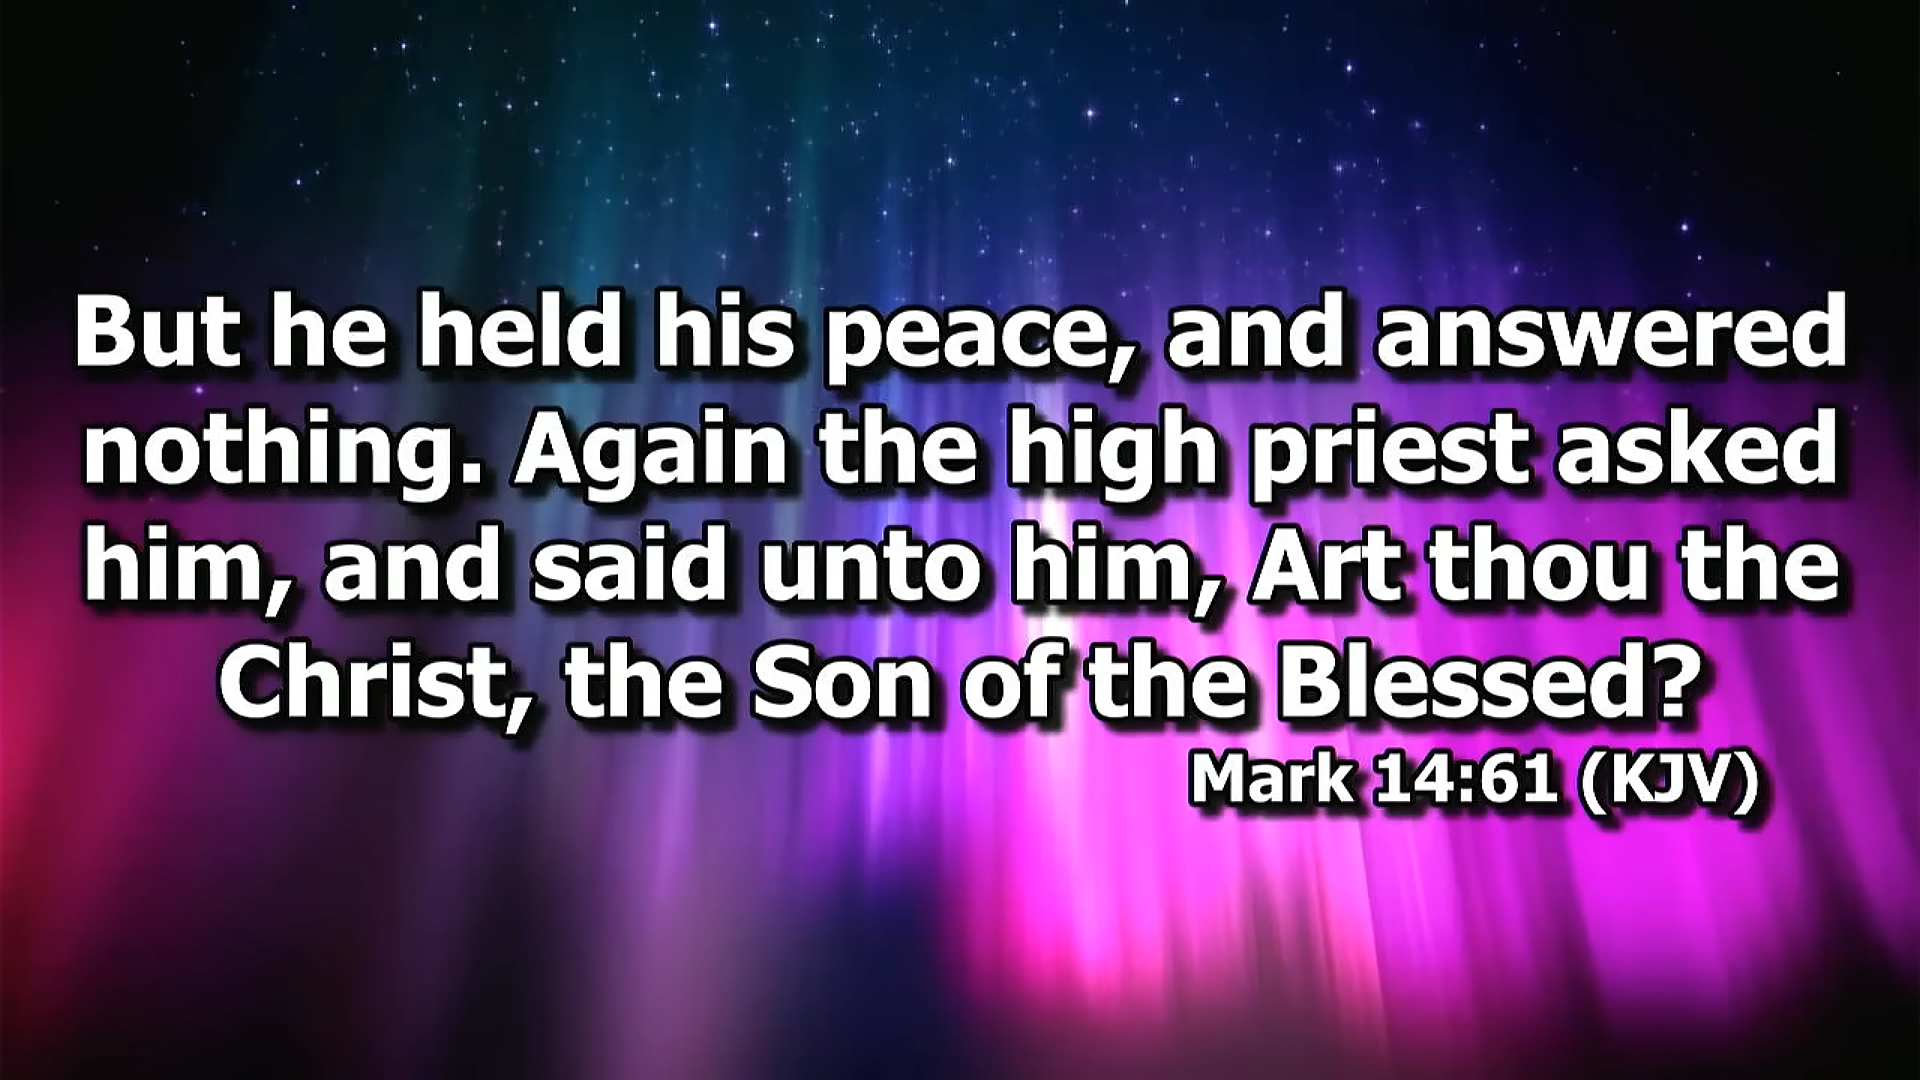 But he held his peace, and answered
nothing. Again the high priest asked
him, and said unto him, Art thou the
Christ, the Son of the Blessed?
Mark 14:61 (KJV)